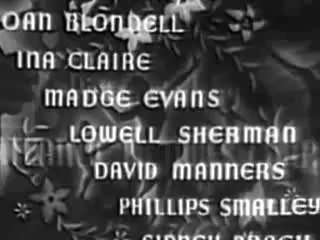 OAN BLONDELL
INA CLAIRE
MADGE EVANS
LOWELL SHERMAN
DAVID MANNERS
PHILLIPS SMALLEY